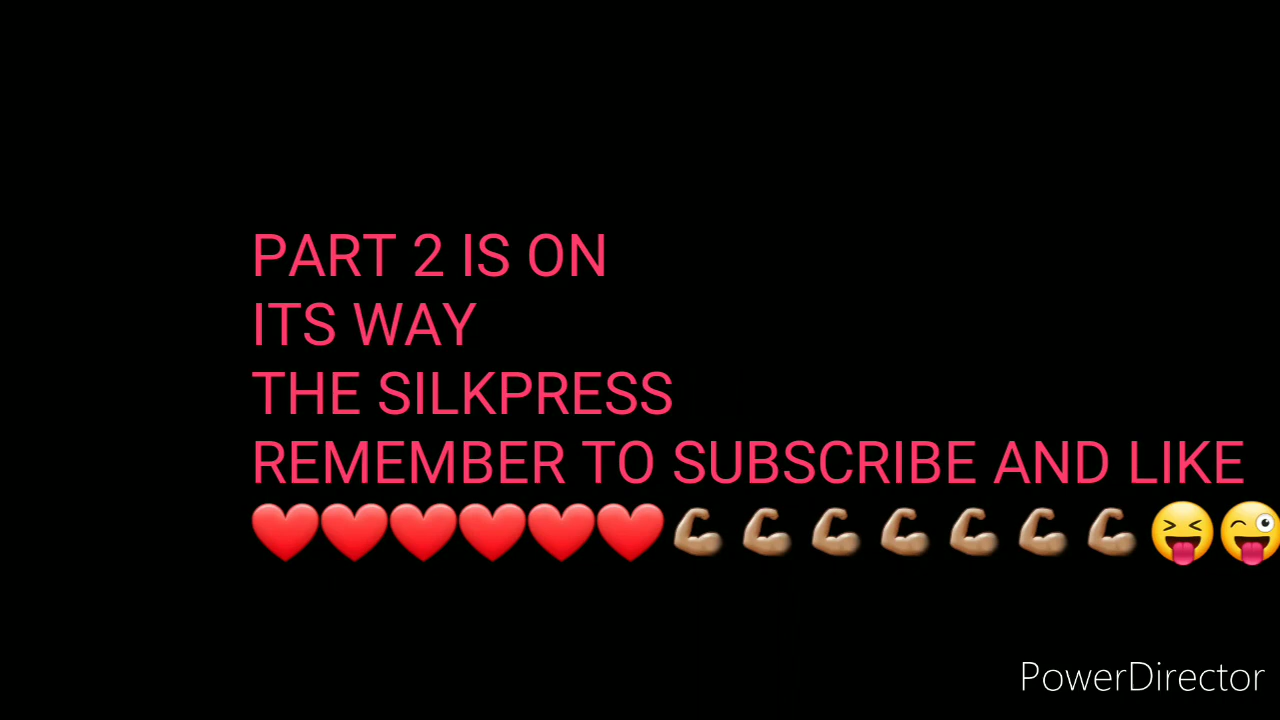 PART 2 IS ON
ITS WAY
THE SILKPRESS
REMEMBER TO SUBSCRIBE AND LIKE
❤️❤️❤️❤️❤️❤️💪🏽💪🏽💪🏽💪🏽💪🏽💪🏽💪🏽😝😜
PowerDirector